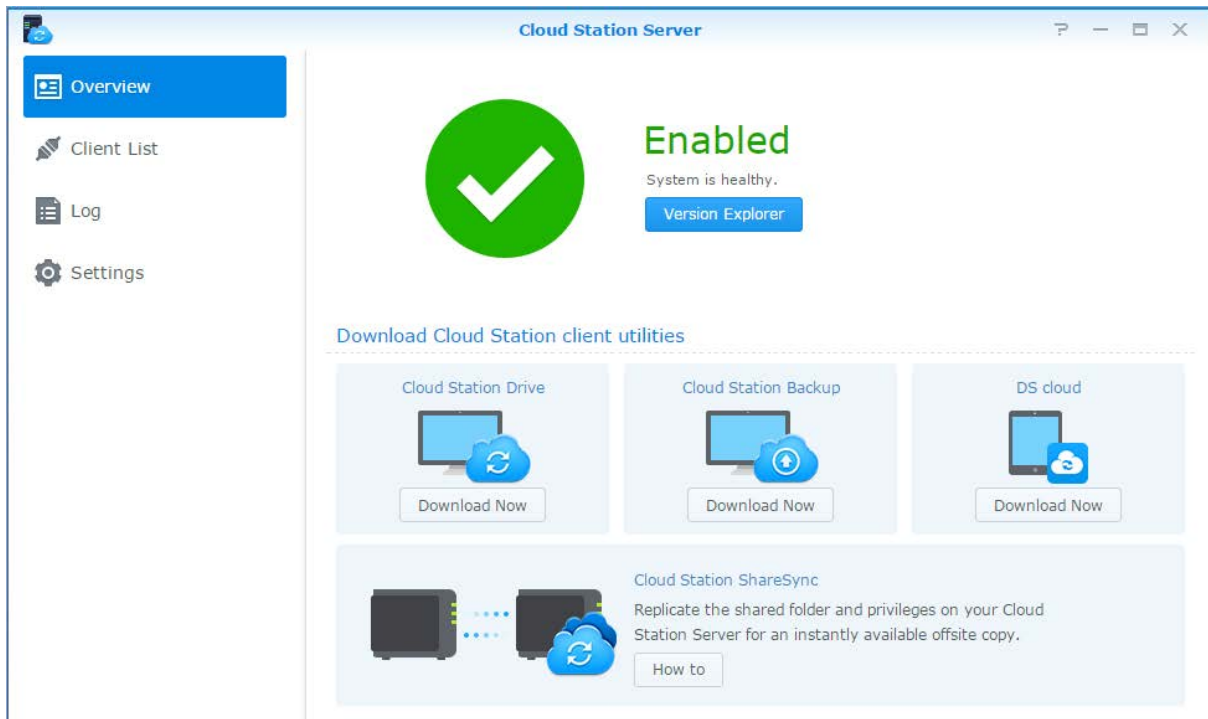 Cloud Station Server
Overview
Client List
Log
Settings
Enabled
System is healthy.
Version Explorer
Download Cloud Station client utilities
Cloud Station Drive
Download Now
Cloud Station Backup
Download Now
DS cloud
Download Now
Cloud Station ShareSync
Replicate the shared folder and privileges on your Cloud
Station Server for an instantly available offsite copy.
How to